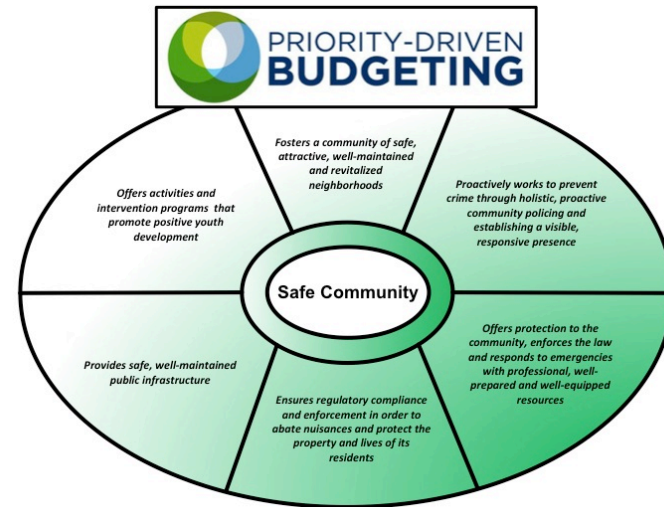 PRIORITY-DRIVEN
BUDGETING
Fosters a community of safe,
attractive, well-maintained
and revitalized
neighborhoods
Offers activities and
intervention programs that
promote positive youth
development
Proactively works to prevent
crime through holistic, proactive
community policing and
establishing a visible,
responsive presence
Safe Community
Provides safe, well-maintained
public infrastructure
Ensures regulatory compliance
and enforcement in order to
abate nuisances and protect the
property and lives of its
residents
Offers protection to the
community, enforces the law
and responds to emergencies
with professional, well-
prepared and well-equipped
resources